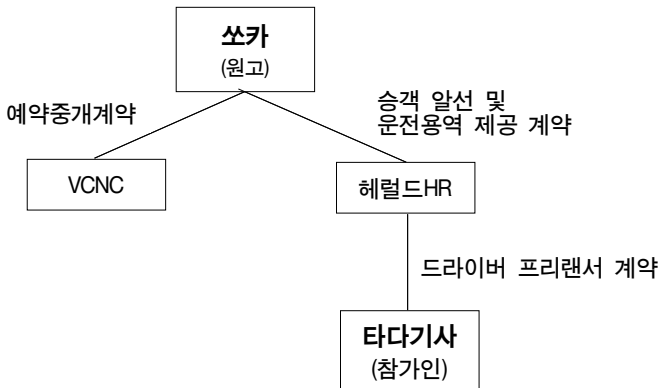 쏘카
(원고)
예약중개계약
승객 알선 및
운전용역 제공 계약
VCNC
헤럴드HR
드라이버 프리랜서 계약
타다기사
(참가인)